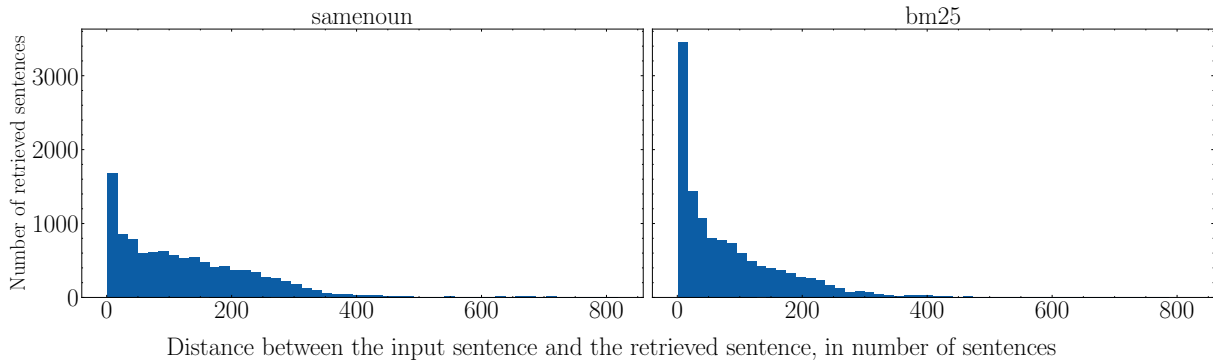 samenoun
bm25
Number of retrieved sentences
3000
2000
1000
0
0 200 400 600 800
0 200 400 600 800
Distance between the input sentence and the retrieved sentence, in number of sentences